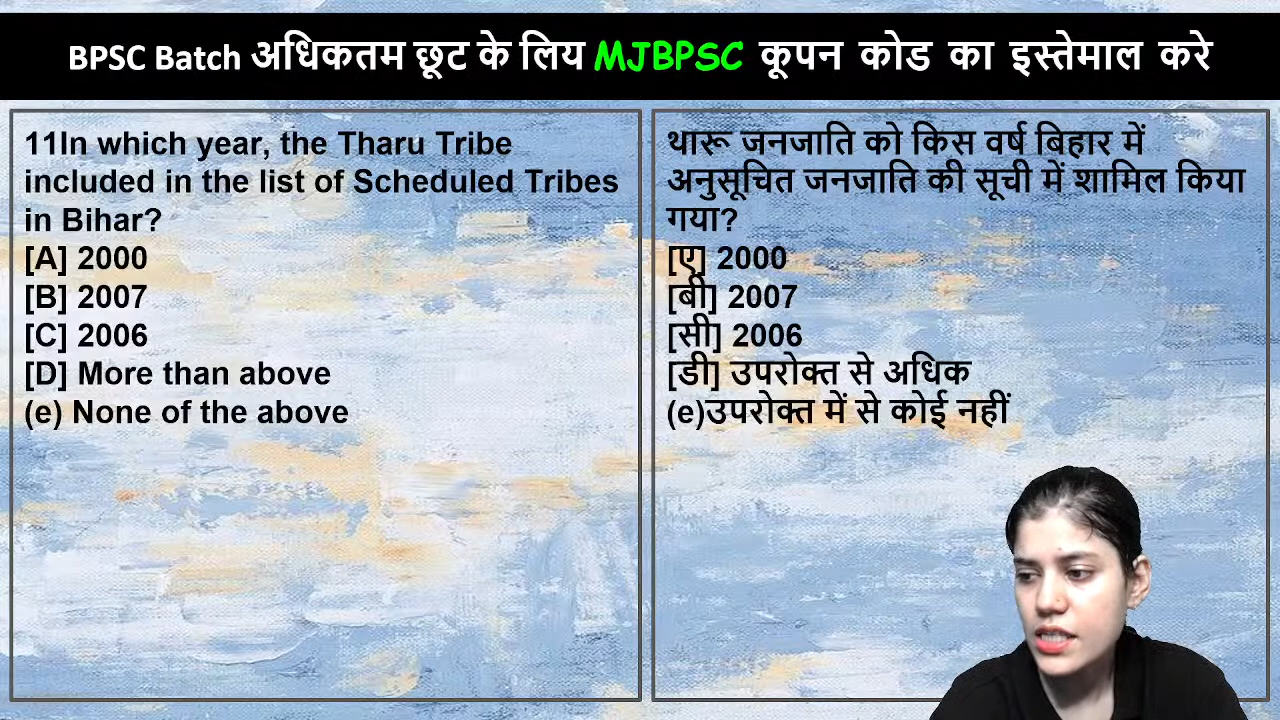 BPSC Batch अधिकतम छूट के लिय MJBPSC कूपन कोड का इस्तेमाल करे
11In which year, the Tharu Tribe
included in the list of Scheduled Tribes
in Bihar?
[A] 2000
[B] 2007
[C] 2006
[D] More than above
(e) None of the above
थारू जनजाति को किस वर्ष बिहार में
अनुसूचित जनजाति की सूची में शामिल किया
गया?
[ए] 2000
[बी] 2007
[सी] 2006
[डी] उपरोक्त से अधिक
(e)उपरोक्त में से कोई नहीं